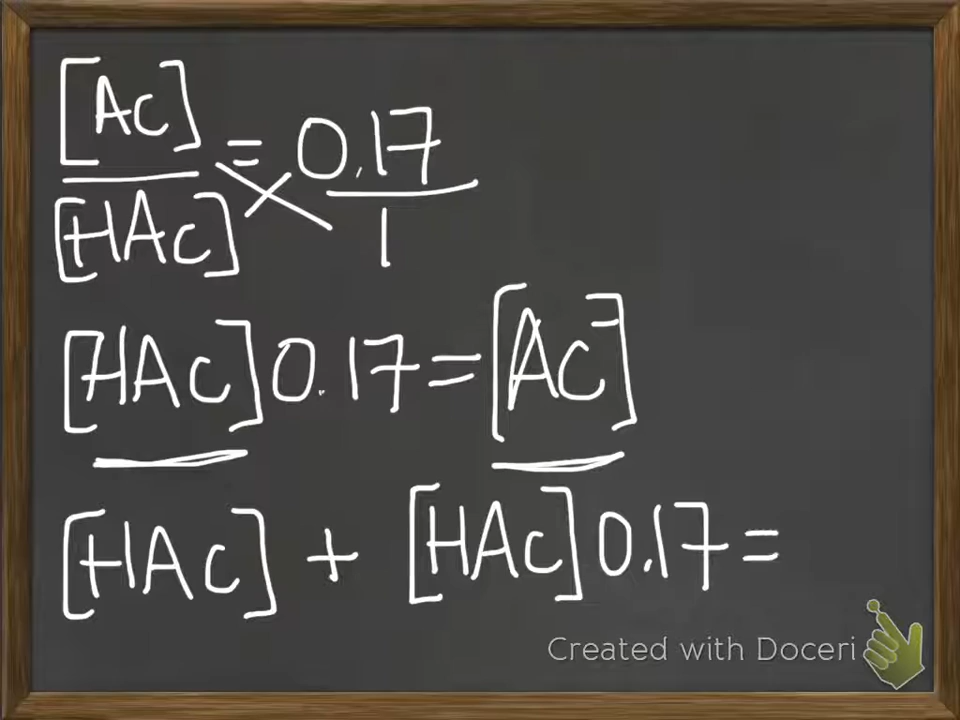 [Ac]
[HAc]
= 0.17
1
[HAc] 0.17 = [Ac⁻]
[HAc] + [HAc] 0.17 =
Created with Doceri